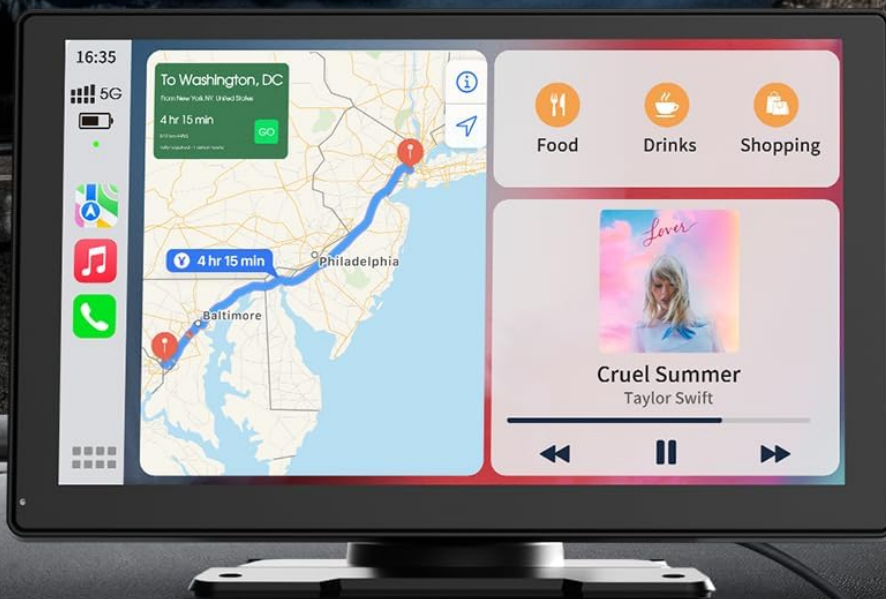 16:35
5G
To Washington, DC
From New York, NY, United States
4 hr 15 min
GO
4 hr 15 min
Philadelphia
Baltimore
Food
Drinks
Shopping
Lover
Cruel Summer
Taylor Swift